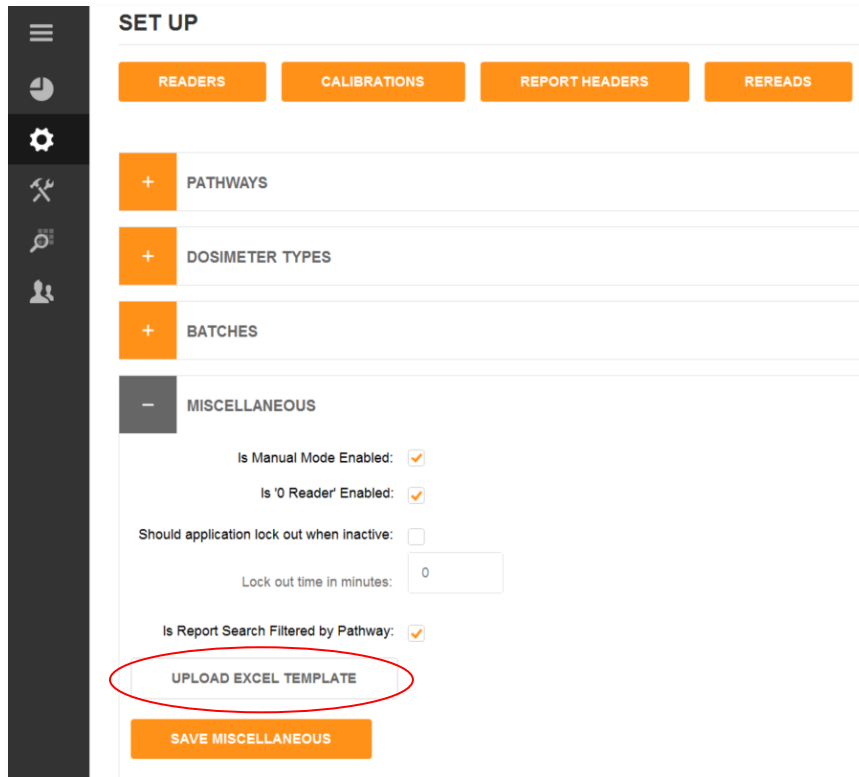 SET UP
READERS CALIBRATIONS REPORT HEADERS REREADS
+ PATHWAYS
+ DOSIMETER TYPES
+ BATCHES
− MISCELLANEOUS
Is Manual Mode Enabled:
Is '0 Reader' Enabled:
Should application lock out when inactive:
Lock out time in minutes: 0
Is Report Search Filtered by Pathway:
UPLOAD EXCEL TEMPLATE
SAVE MISCELLANEOUS